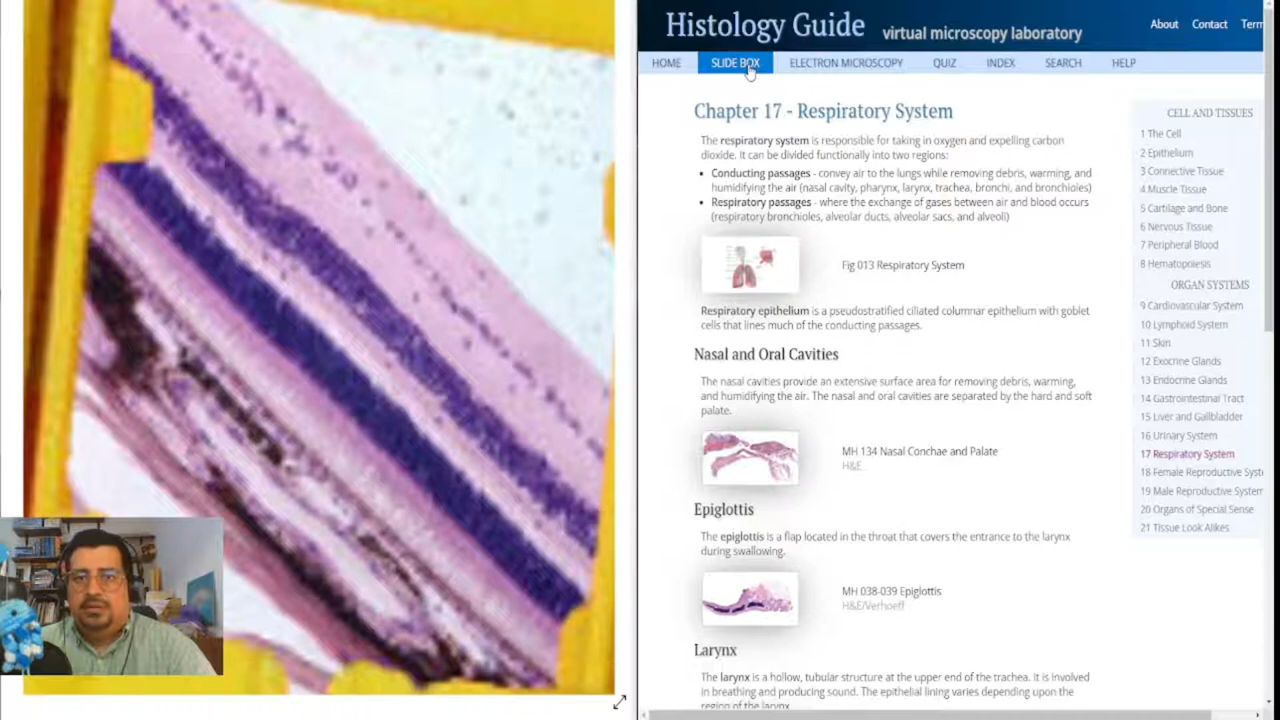 Histology Guide virtual microscopy laboratory
About Contact Term
HOME SLIDE BOX ELECTRON MICROSCOPY QUIZ INDEX SEARCH HELP
Chapter 17 - Respiratory System
The respiratory system is responsible for taking in oxygen and expelling carbon
dioxide. It can be divided functionally into two regions:
• Conducting passages - convey air to the lungs while removing debris, warming, and
humidifying the air (nasal cavity, pharynx, larynx, trachea, bronchi, and bronchioles)
• Respiratory passages - where the exchange of gases between air and blood occurs
(respiratory bronchioles, alveolar ducts, alveolar sacs, and alveoli)
Fig 013 Respiratory System
Respiratory epithelium is a pseudostratified ciliated columnar epithelium with goblet
cells that lines much of the conducting passages.
Nasal and Oral Cavities
The nasal cavities provide an extensive surface area for removing debris, warming,
and humidifying the air. The nasal and oral cavities are separated by the hard and soft
palate.
MH 134 Nasal Conchae and Palate
H&E
Epiglottis
The epiglottis is a flap located in the throat that covers the entrance to the larynx
during swallowing.
MH 038-039 Epiglottis
H&E/Verhoeff
Larynx
The larynx is a hollow, tubular structure at the upper end of the trachea. It is involved
in breathing and producing sound. The epithelial lining varies depending upon the
region of the larynx.
CELL AND TISSUES
1 The Cell
2 Epithelium
3 Connective Tissue
4 Muscle Tissue
5 Cartilage and Bone
6 Nervous Tissue
7 Peripheral Blood
8 Hematopoiesis
ORGAN SYSTEMS
9 Cardiovascular System
10 Lymphoid System
11 Skin
12 Exocrine Glands
13 Endocrine Glands
14 Gastrointestinal Tract
15 Liver and Gallbladder
16 Urinary System
17 Respiratory System
18 Female Reproductive Syste
19 Male Reproductive System
20 Organs of Special Sense
21 Tissue Look Alikes